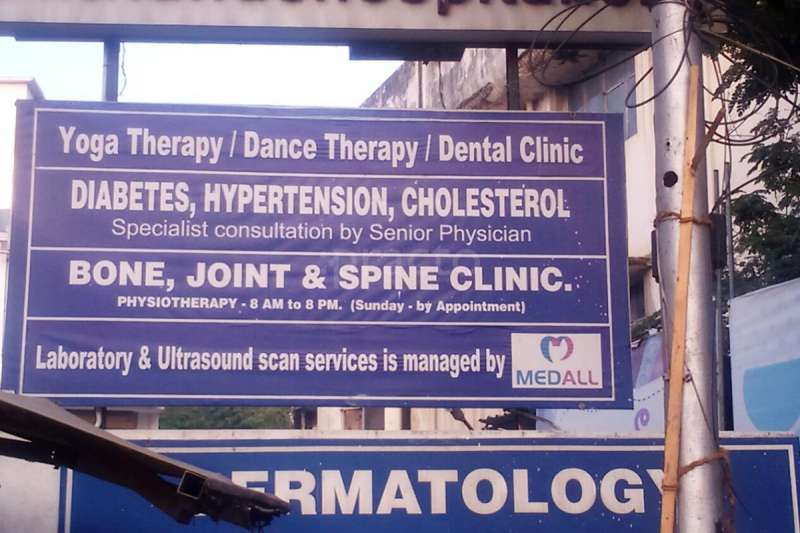 Yoga Therapy / Dance Therapy / Dental Clinic
DIABETES, HYPERTENSION, CHOLESTEROL
Specialist consultation by Senior Physician
BONE, JOINT & SPINE CLINIC.
PHYSIOTHERAPY - 8 AM to 8 PM. (Sunday - by Appointment)
Laboratory & Ultrasound scan services is managed by
MEDALL
ERMATOLOGY